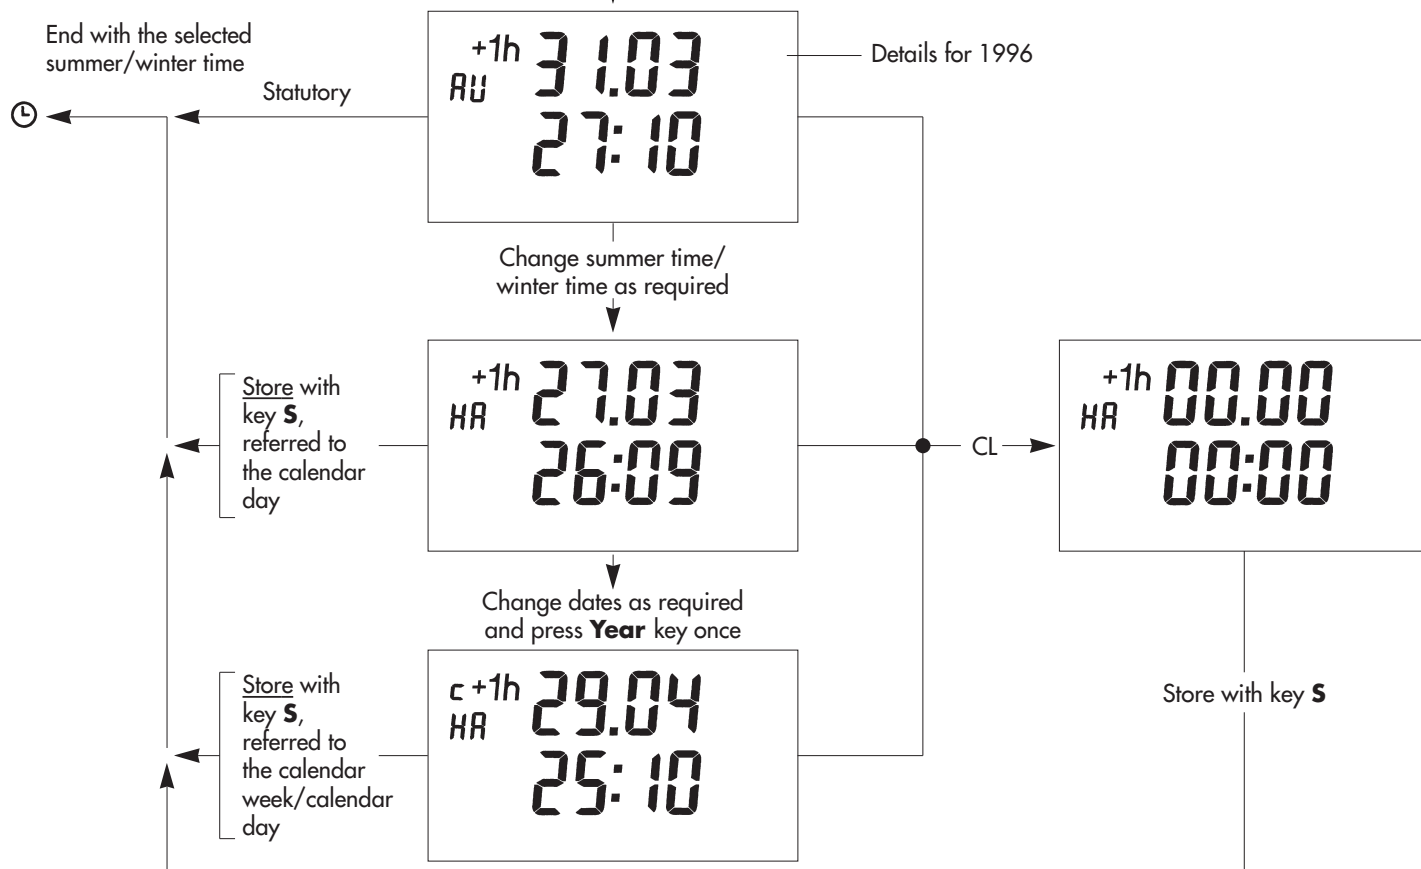 End with the selected
summer/winter time
Statutory
+1h 31.03
AU
27:10
Details for 1996
Change summer time/
winter time as required
Store with
key S,
referred to
the calendar
day
+1h 27.03
HA
26:09
CL
+1h 00.00
HA
00:00
Change dates as required
and press Year key once
Store with
key S,
referred to
the calendar
week/calendar
day
c +1h 29.04
HA
25:10
Store with key S